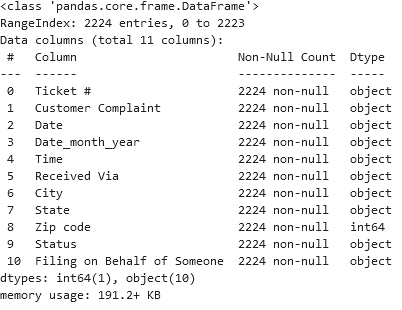 <class 'pandas.core.frame.DataFrame'>
RangeIndex: 2224 entries, 0 to 2223
Data columns (total 11 columns):
 #   Column                       Non-Null Count  Dtype
---  ------                       --------------  -----
 0   Ticket #                     2224 non-null   object
 1   Customer Complaint           2224 non-null   object
 2   Date                         2224 non-null   object
 3   Date_month_year              2224 non-null   object
 4   Time                         2224 non-null   object
 5   Received Via                 2224 non-null   object
 6   City                         2224 non-null   object
 7   State                        2224 non-null   object
 8   Zip code                     2224 non-null   int64
 9   Status                       2224 non-null   object
 10  Filing on Behalf of Someone  2224 non-null   object
dtypes: int64(1), object(10)
memory usage: 191.2+ KB